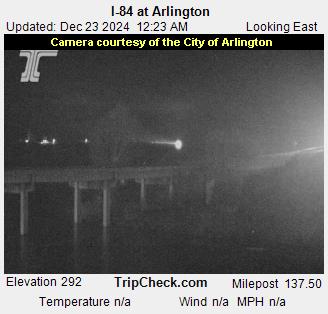 I-84 at Arlington
Updated: Dec 23 2024 12:23 AM Looking East
Camera courtesy of the City of Arlington
Elevation 292 TripCheck.com Milepost 137.50
Temperature n/a Wind n/a MPH n/a